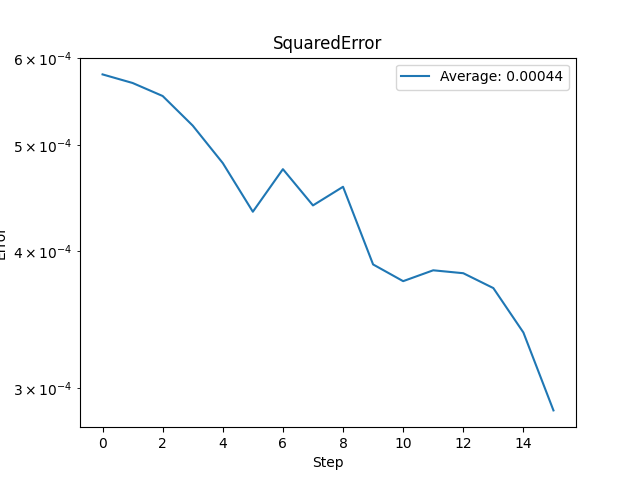 SquaredError
Average: 0.00044
6 × 10⁻⁴
5 × 10⁻⁴
4 × 10⁻⁴
3 × 10⁻⁴
Error
0 2 4 6 8 10 12 14
Step